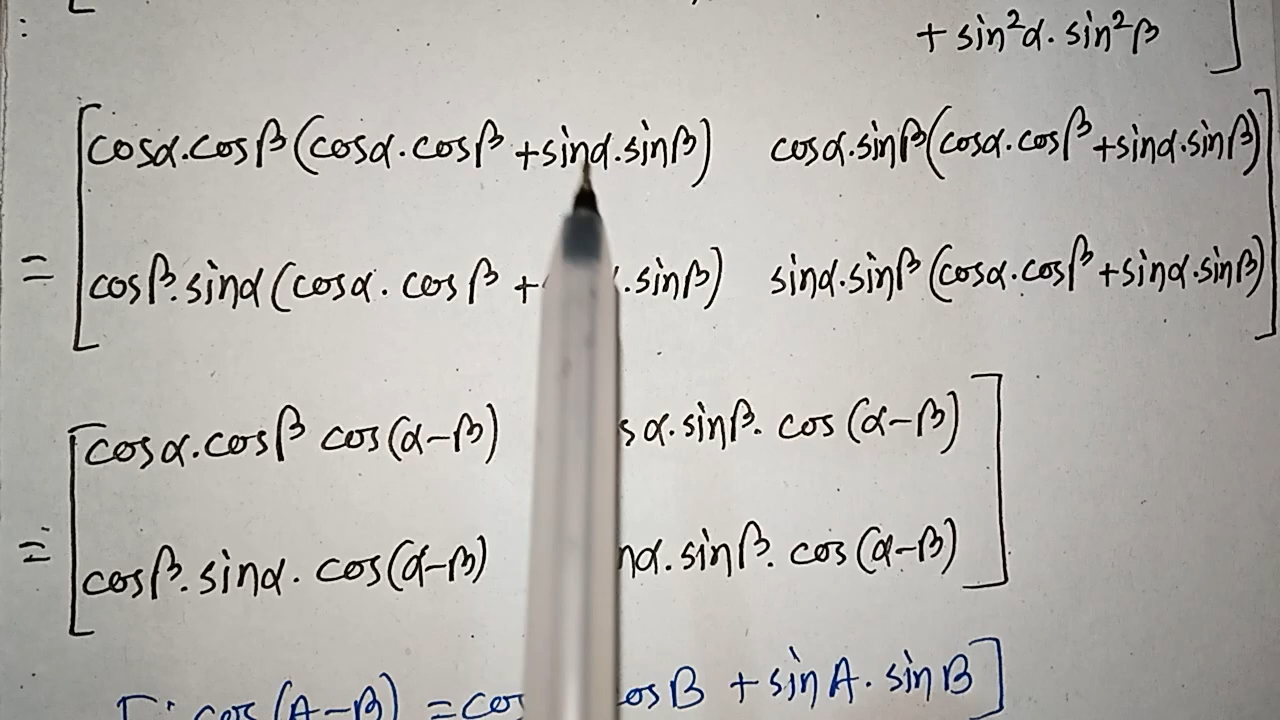 + sin²α. sin²β ]
[cosα.cosβ(cosα.cosβ +sinα.sinβ) cosα.sinβ(cosα.cosβ +sinα.sinβ)]
= [cosβ.sinα(cosα. cosβ + .sinβ) sinα.sinβ(cosα.cosβ +sinα.sinβ)]
[cosα.cosβ cos(α-β) α.sinβ. cos(α-β)]
= [cosβ.sinα. cos(α-β) α.sinβ. cos(α-β)]
[∵ cos(A-B) = B + sinA. sinB]